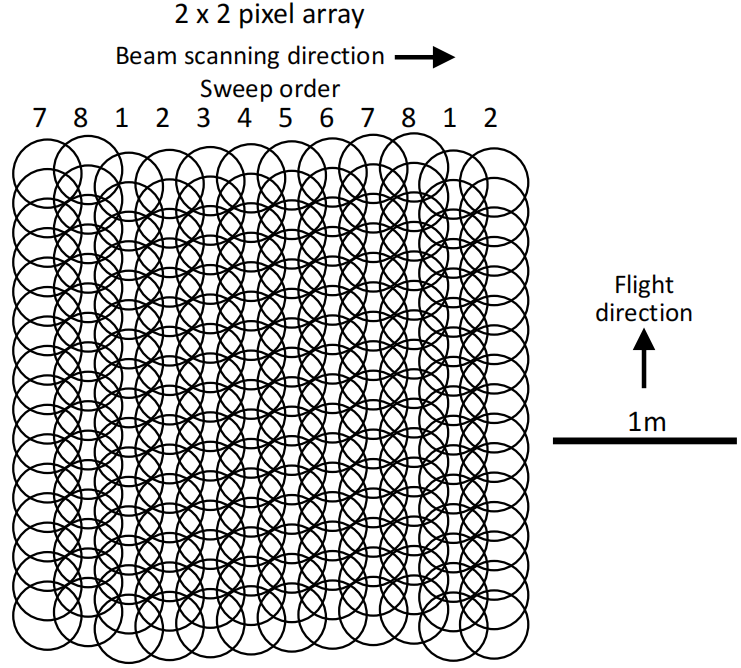 2 x 2 pixel array
Beam scanning direction
Sweep order
7 8 1 2 3 4 5 6 7 8 1 2
Flight
direction
1m